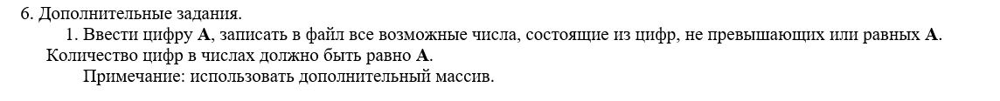 6. Дополнительные задания.
1. Ввести цифру A, записать в файл все возможные числа, состоящие из цифр, не превышающих или равных A.
Количество цифр в числах должно быть равно A.
Примечание: использовать дополнительный массив.